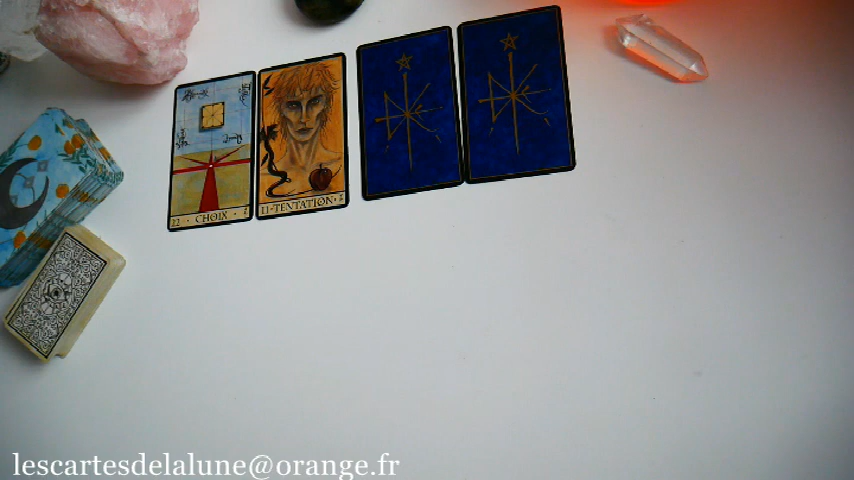 22 • CHOIX •
11 • TENTATION •
lescartesdelalune@orange.fr